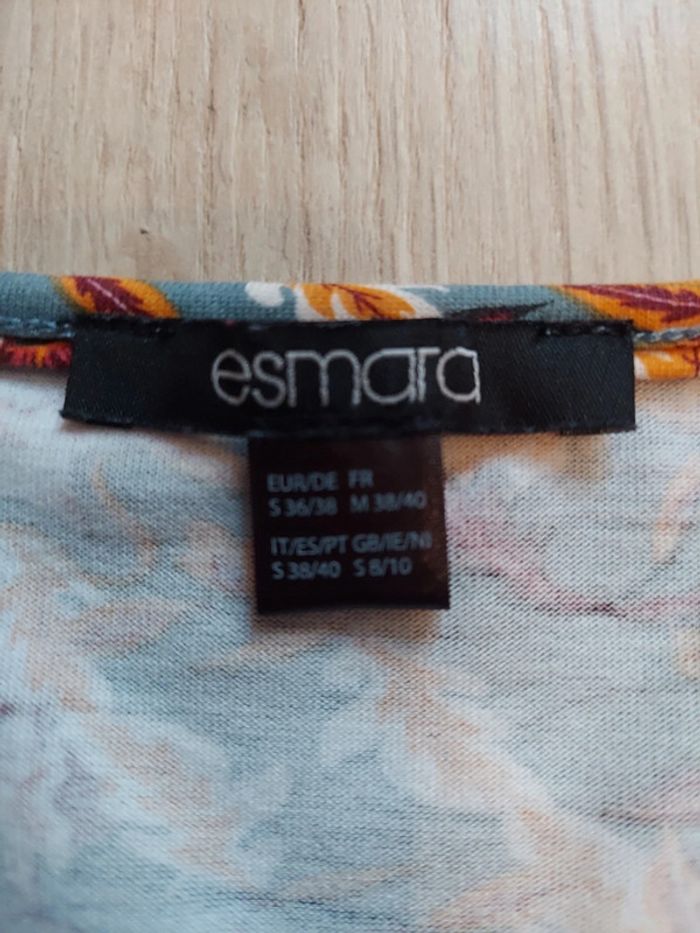 esmara
EUR/DE FR
S 36/38 M 38/40
IT/ES/PT GB/IE/NI
S 38/40 S 8/10